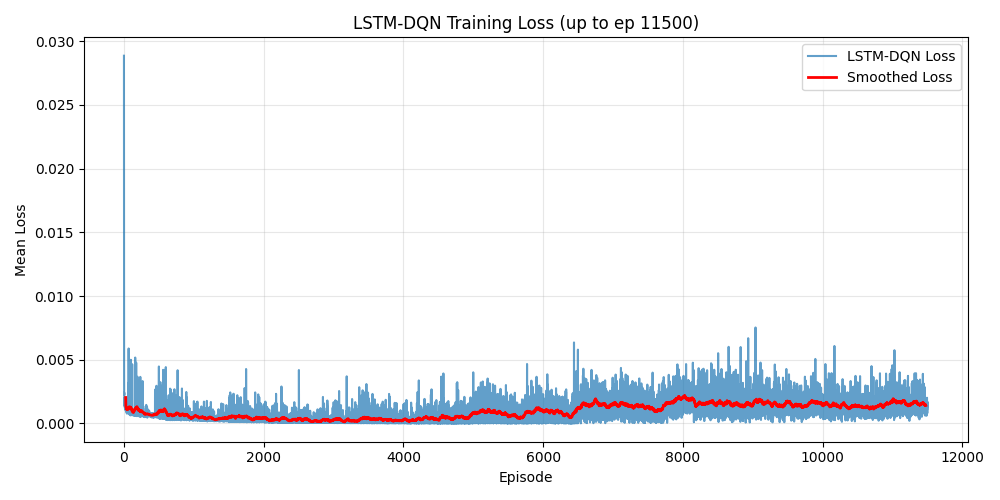 LSTM-DQN Training Loss (up to ep 11500)
0.030
0.025
0.020
0.015
0.010
0.005
0.000
Mean Loss
LSTM-DQN Loss
Smoothed Loss
0 2000 4000 6000 8000 10000 12000
Episode